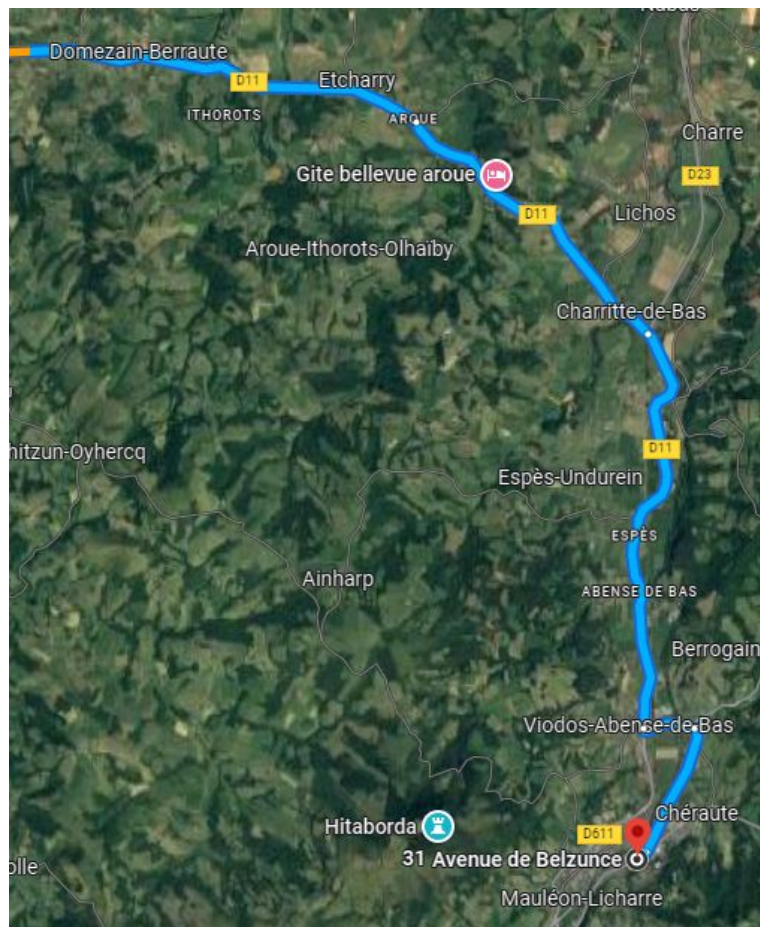 Domezain-Berraute
D11
Etcharry
ITHOROTS
AROUE
Charre
Gite bellevue aroue
D23
D11
Lichos
Aroue-Ithorots-Olhaïby
Charritte-de-Bas
hitzun-Oyhercq
D11
Espès-Undurein
ESPÈS
Ainharp
ABENSE DE BAS
Berrogain
Viodos-Abense-de-Bas
Chéraute
Hitaborda
D611
31 Avenue de Belzunce
olle
Mauléon-Licharre